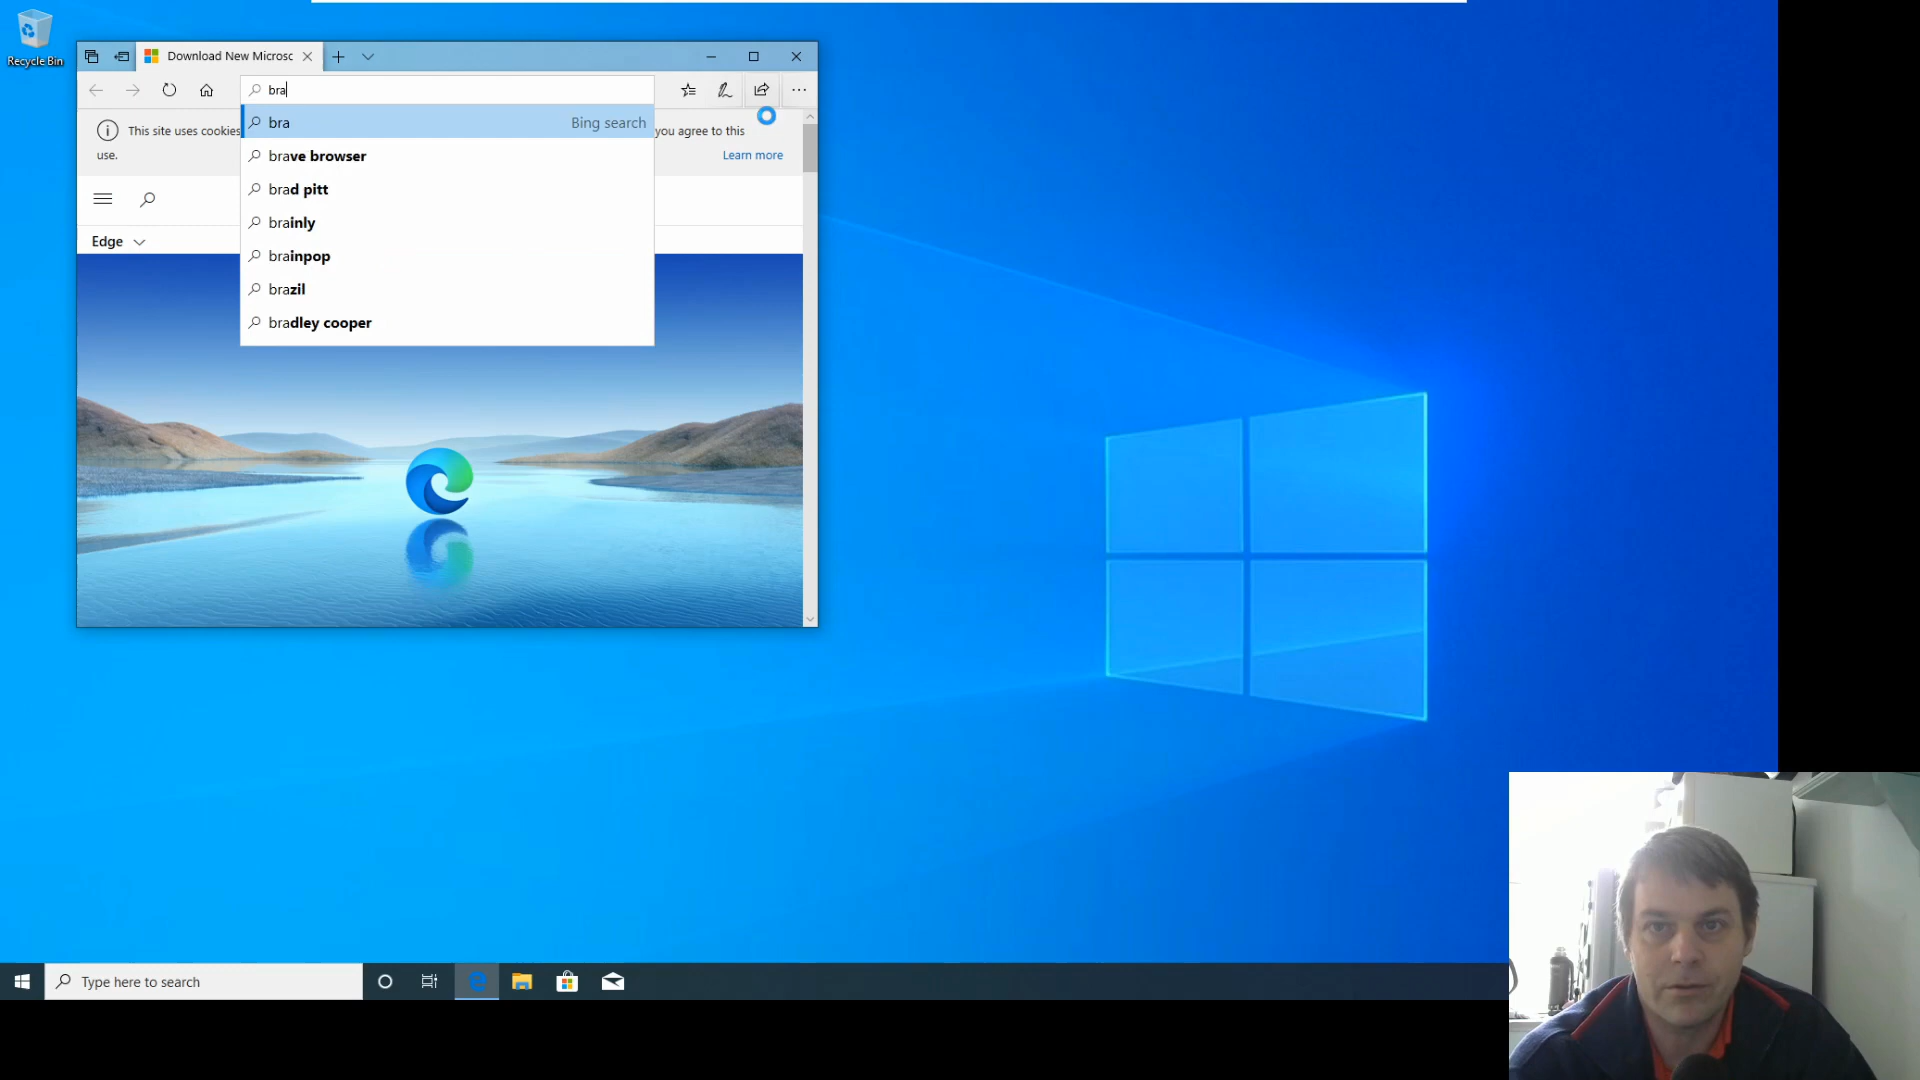 Recycle Bin
Download New Microsc
bra
bra Bing search
brave browser
brad pitt
brainly
brainpop
brazil
bradley cooper
This site uses cookies
you agree to this
use.
Learn more
Edge
Type here to search